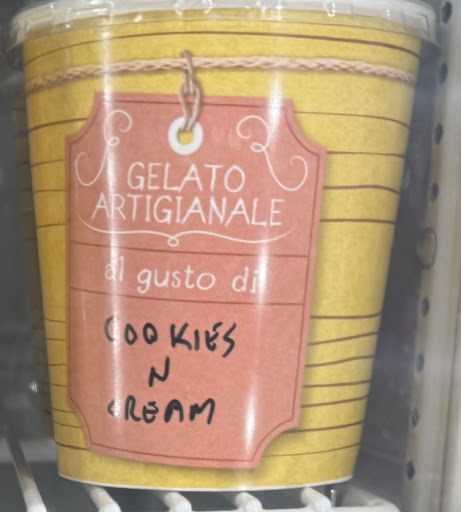 GELATO
ARTIGIANALE
al gusto di
COOKIES
N
CREAM